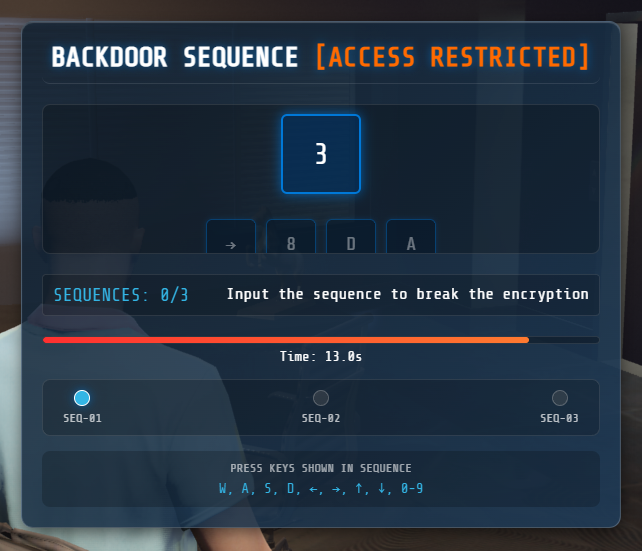 BACKDOOR SEQUENCE [ACCESS RESTRICTED]
3
→ 8 D A
SEQUENCES: 0/3 Input the sequence to break the encryption
Time: 13.0s
SEQ-01 SEQ-02 SEQ-03
PRESS KEYS SHOWN IN SEQUENCE
W, A, S, D, ←, →, ↑, ↓, 0-9